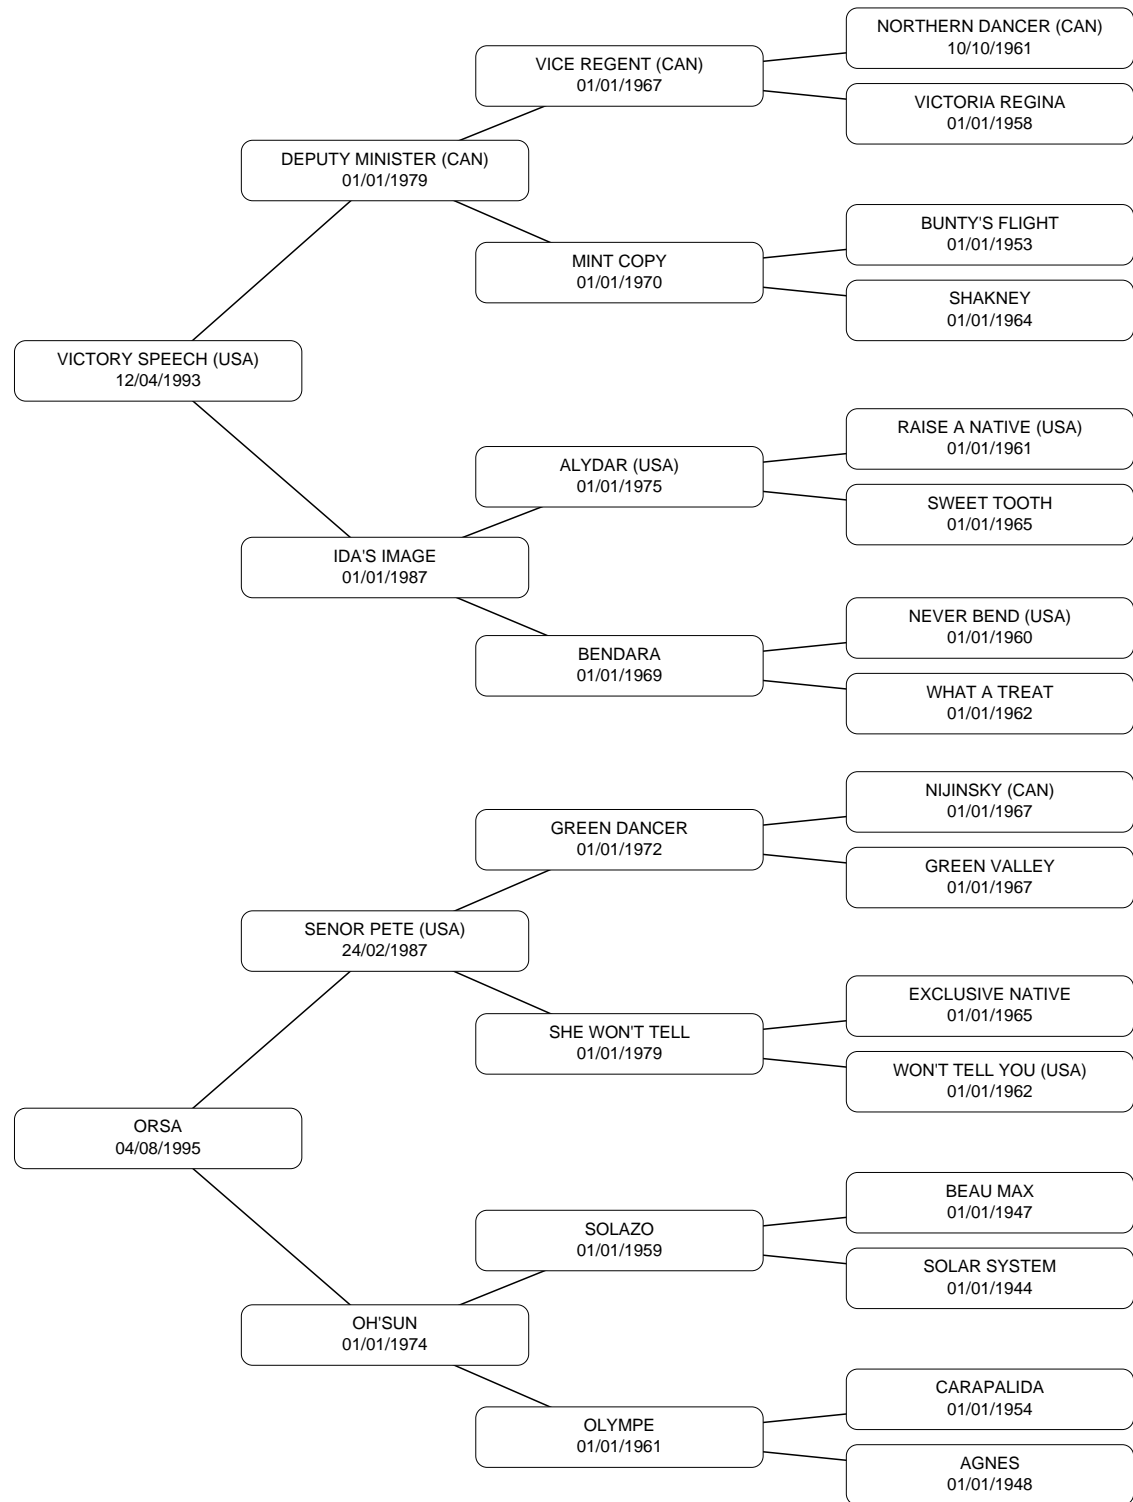 NORTHERN DANCER (CAN)
10/10/1961
VICE REGENT (CAN)
01/01/1967
VICTORIA REGINA
01/01/1958
DEPUTY MINISTER (CAN)
01/01/1979
BUNTY'S FLIGHT
01/01/1953
MINT COPY
01/01/1970
SHAKNEY
01/01/1964
VICTORY SPEECH (USA)
12/04/1993
RAISE A NATIVE (USA)
01/01/1961
ALYDAR (USA)
01/01/1975
SWEET TOOTH
01/01/1965
IDA'S IMAGE
01/01/1987
NEVER BEND (USA)
01/01/1960
BENDARA
01/01/1969
WHAT A TREAT
01/01/1962
NIJINSKY (CAN)
01/01/1967
GREEN DANCER
01/01/1972
GREEN VALLEY
01/01/1967
SENOR PETE (USA)
24/02/1987
EXCLUSIVE NATIVE
01/01/1965
SHE WON'T TELL
01/01/1979
WON'T TELL YOU (USA)
01/01/1962
ORSA
04/08/1995
BEAU MAX
01/01/1947
SOLAZO
01/01/1959
SOLAR SYSTEM
01/01/1944
OH'SUN
01/01/1974
CARAPALIDA
01/01/1954
OLYMPE
01/01/1961
AGNES
01/01/1948